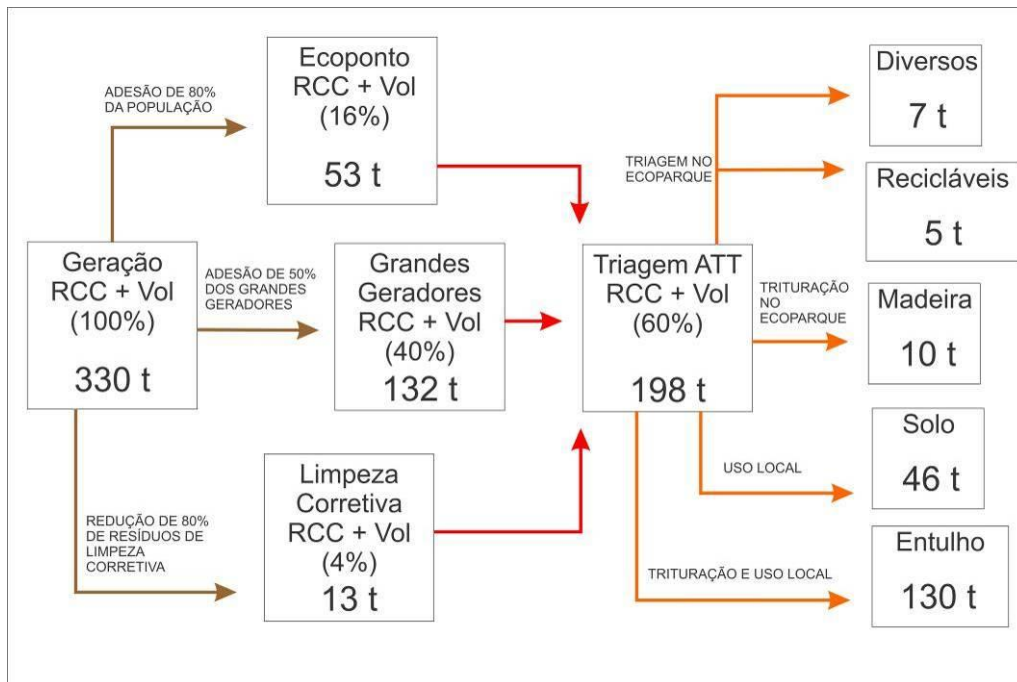 Ecoponto
RCC + Vol
(16%)
53 t
ADESÃO DE 80%
DA POPULAÇÃO
Geração
RCC + Vol
(100%)
330 t
ADESÃO DE 50%
DOS GRANDES
GERADORES
Grandes
Geradores
RCC + Vol
(40%)
132 t
REDUÇÃO DE 80%
DE RESÍDUOS DE
LIMPEZA
CORRETIVA
Limpeza
Corretiva
RCC + Vol
(4%)
13 t
Triagem ATT
RCC + Vol
(60%)
198 t
TRIAGEM NO
ECOPARQUE
Diversos
7 t
Recicláveis
5 t
TRITURAÇÃO
NO
ECOPARQUE
Madeira
10 t
USO LOCAL
Solo
46 t
TRITURAÇÃO E USO LOCAL
Entulho
130 t